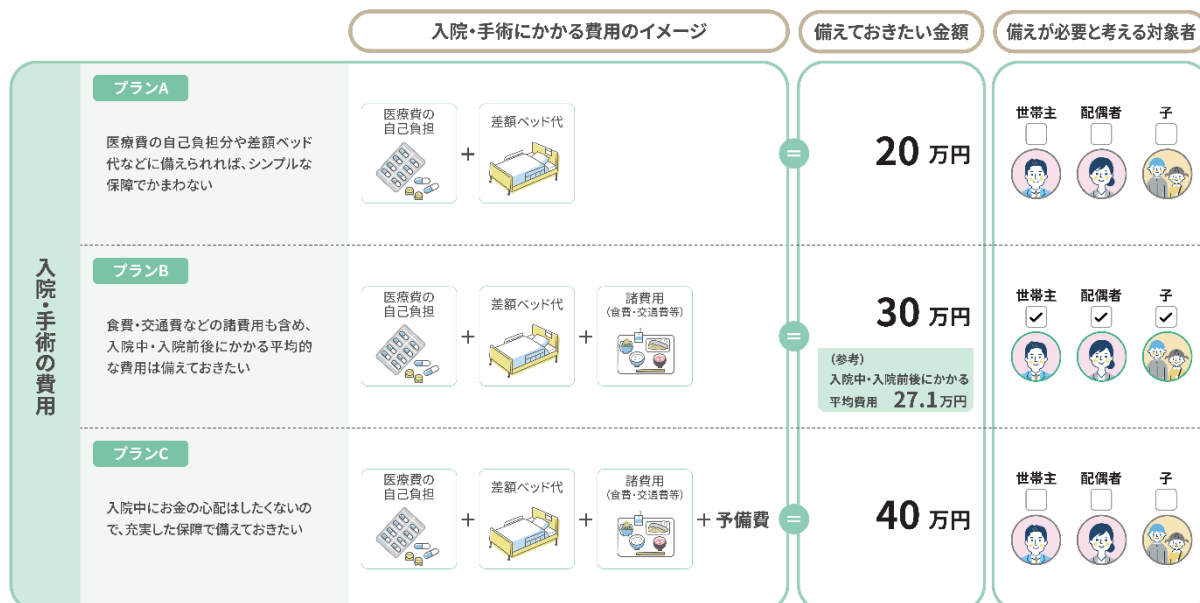 入院・手術にかかる費用のイメージ
備えておきたい金額
備えが必要と考える対象者
入院・手術の費用
プランA
医療費の自己負担分や差額ベッド
代などに備えられれば、シンプルな
保障でかまわない
医療費の
自己負担
+
差額ベッド代
=
20 万円
世帯主
配偶者
子
プランB
食費・交通費などの諸費用も含め、
入院中・入院前後にかかる平均的
な費用は備えておきたい
医療費の
自己負担
+
差額ベッド代
+
諸費用
(食費・交通費等)
=
30 万円
(参考)
入院中・入院前後にかかる
平均費用 27.1万円
世帯主
配偶者
子
プランC
入院中にお金の心配はしたくないの
で、充実した保障で備えておきたい
医療費の
自己負担
+
差額ベッド代
+
諸費用
(食費・交通費等)
+ 予備費
=
40 万円
世帯主
配偶者
子